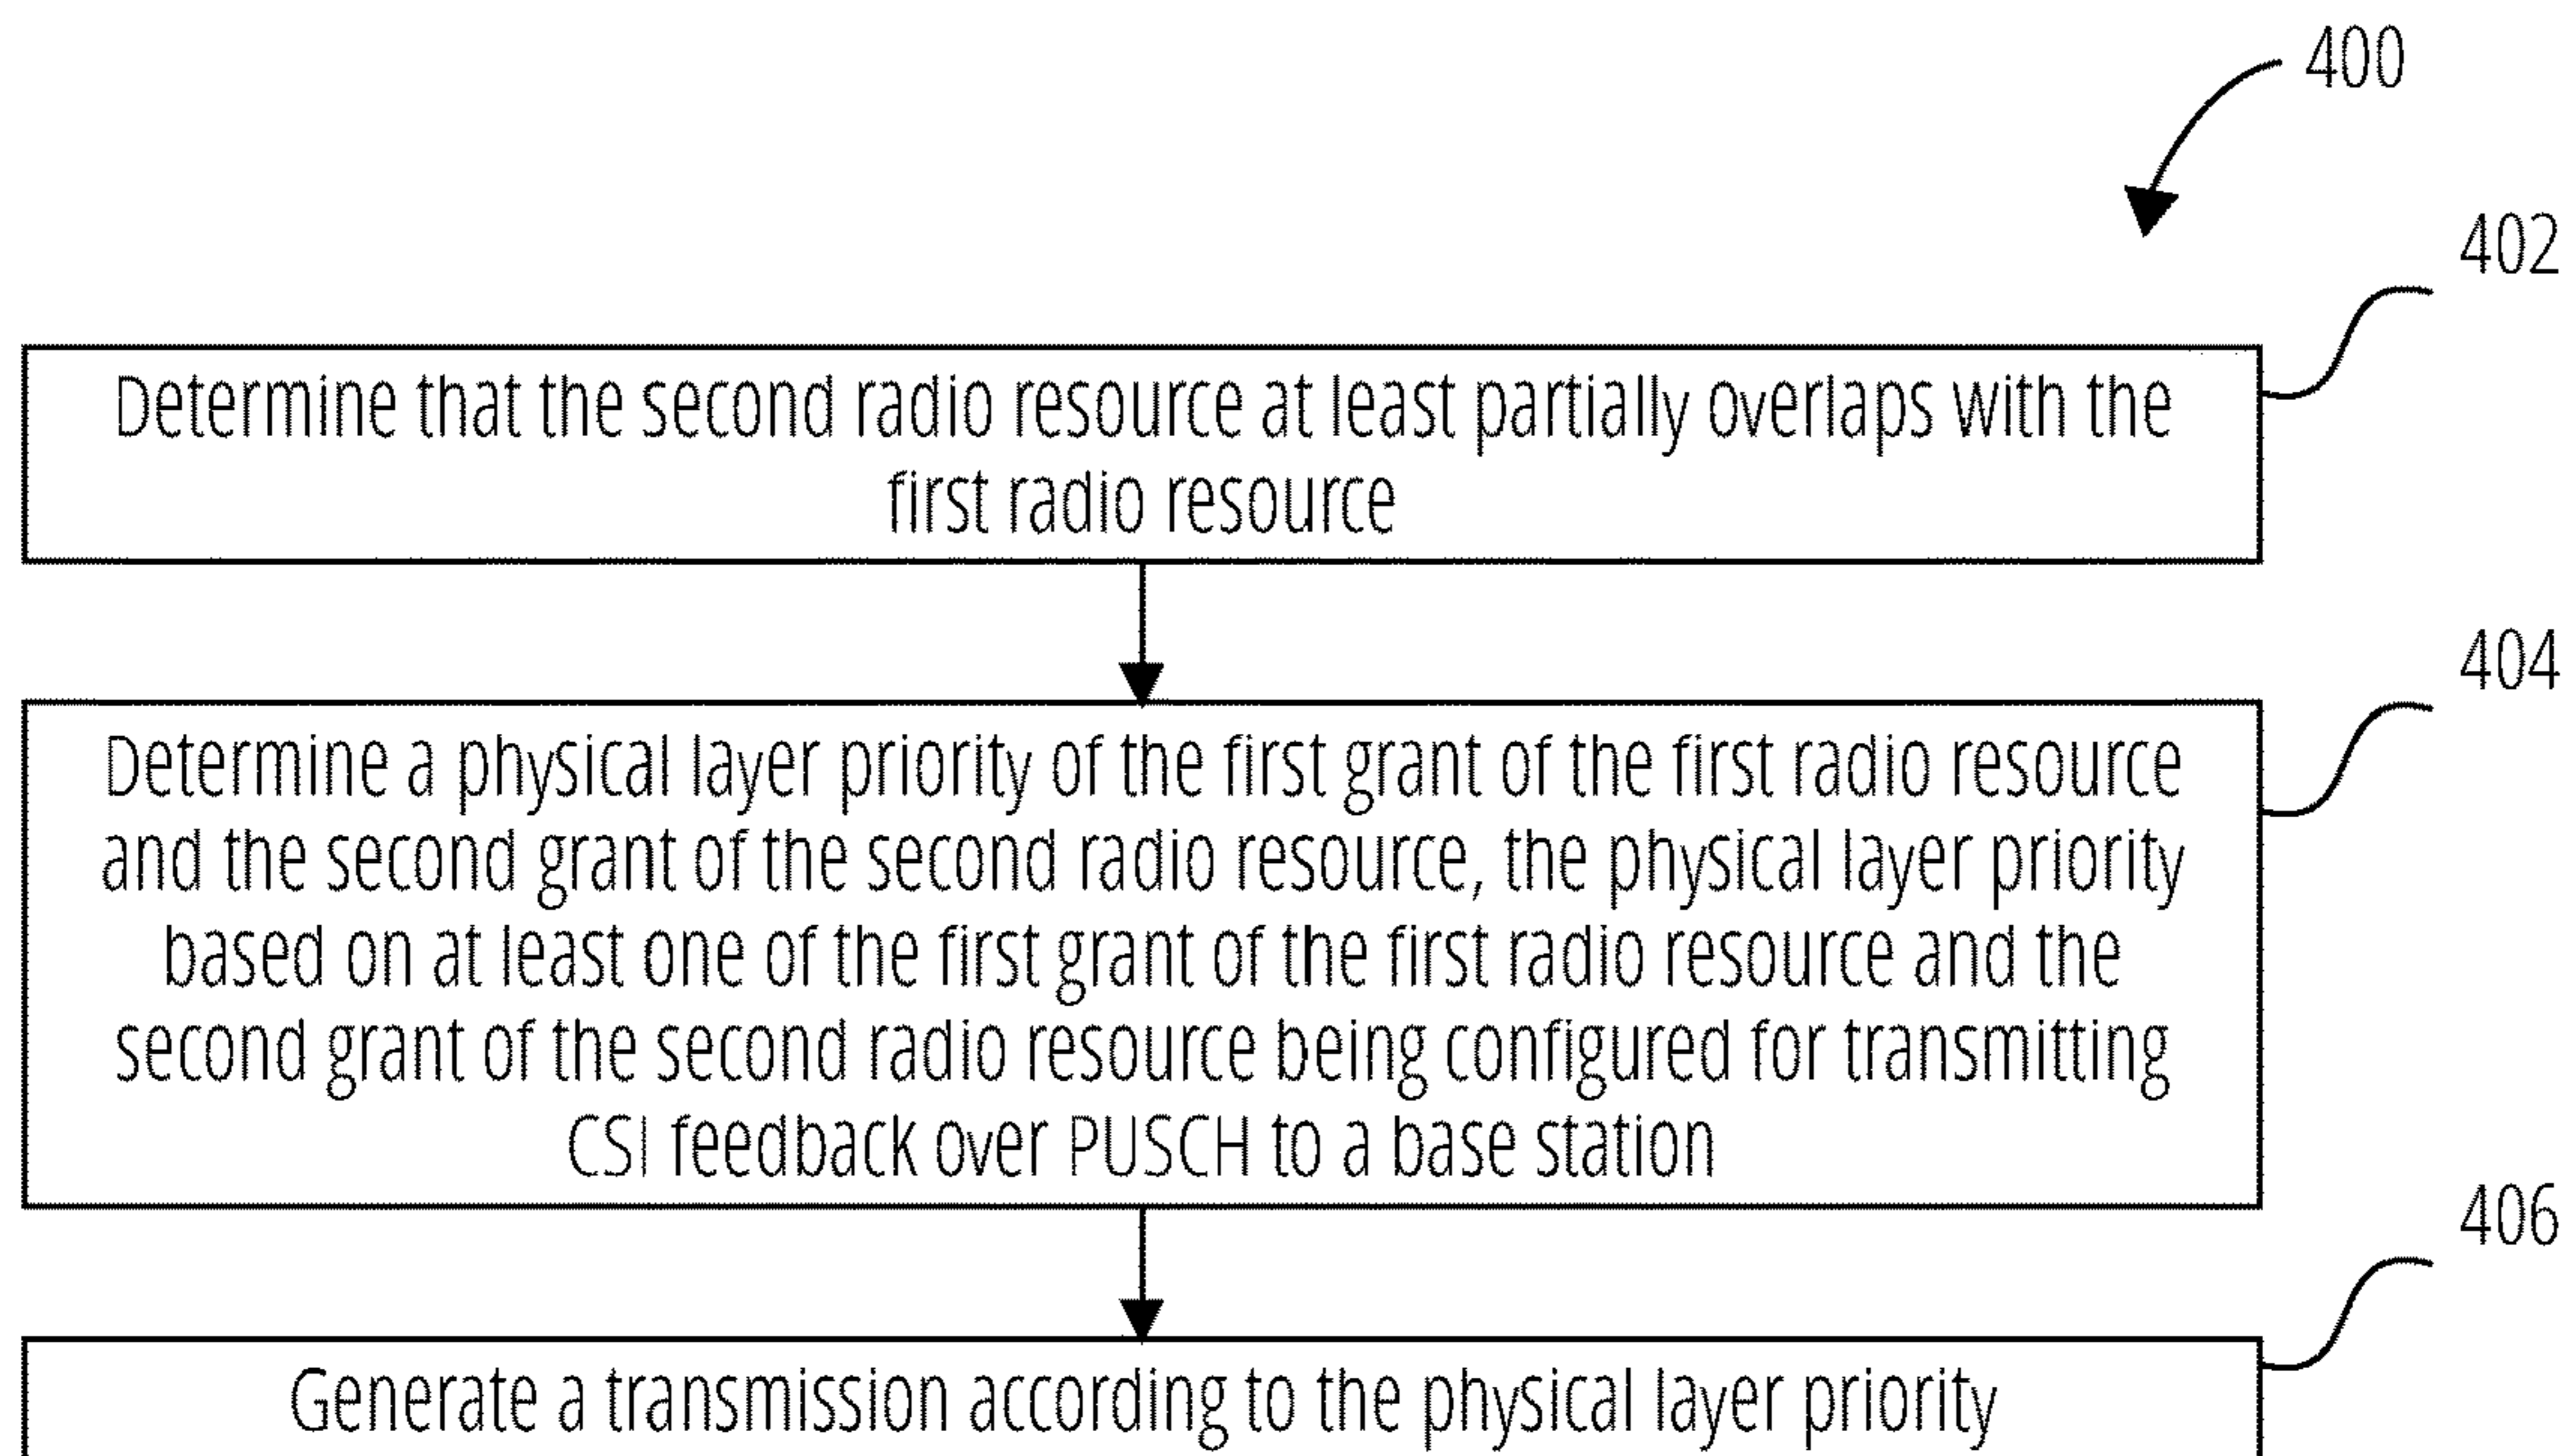 400
402
Determine that the second radio resource at least partially overlaps with the
first radio resource
404
Determine a physical layer priority of the first grant of the first radio resource
and the second grant of the second radio resource, the physical layer priority
based on at least one of the first grant of the first radio resource and the
second grant of the second radio resource being configured for transmitting
CSI feedback over PUSCH to a base station
406
Generate a transmission according to the physical layer priority